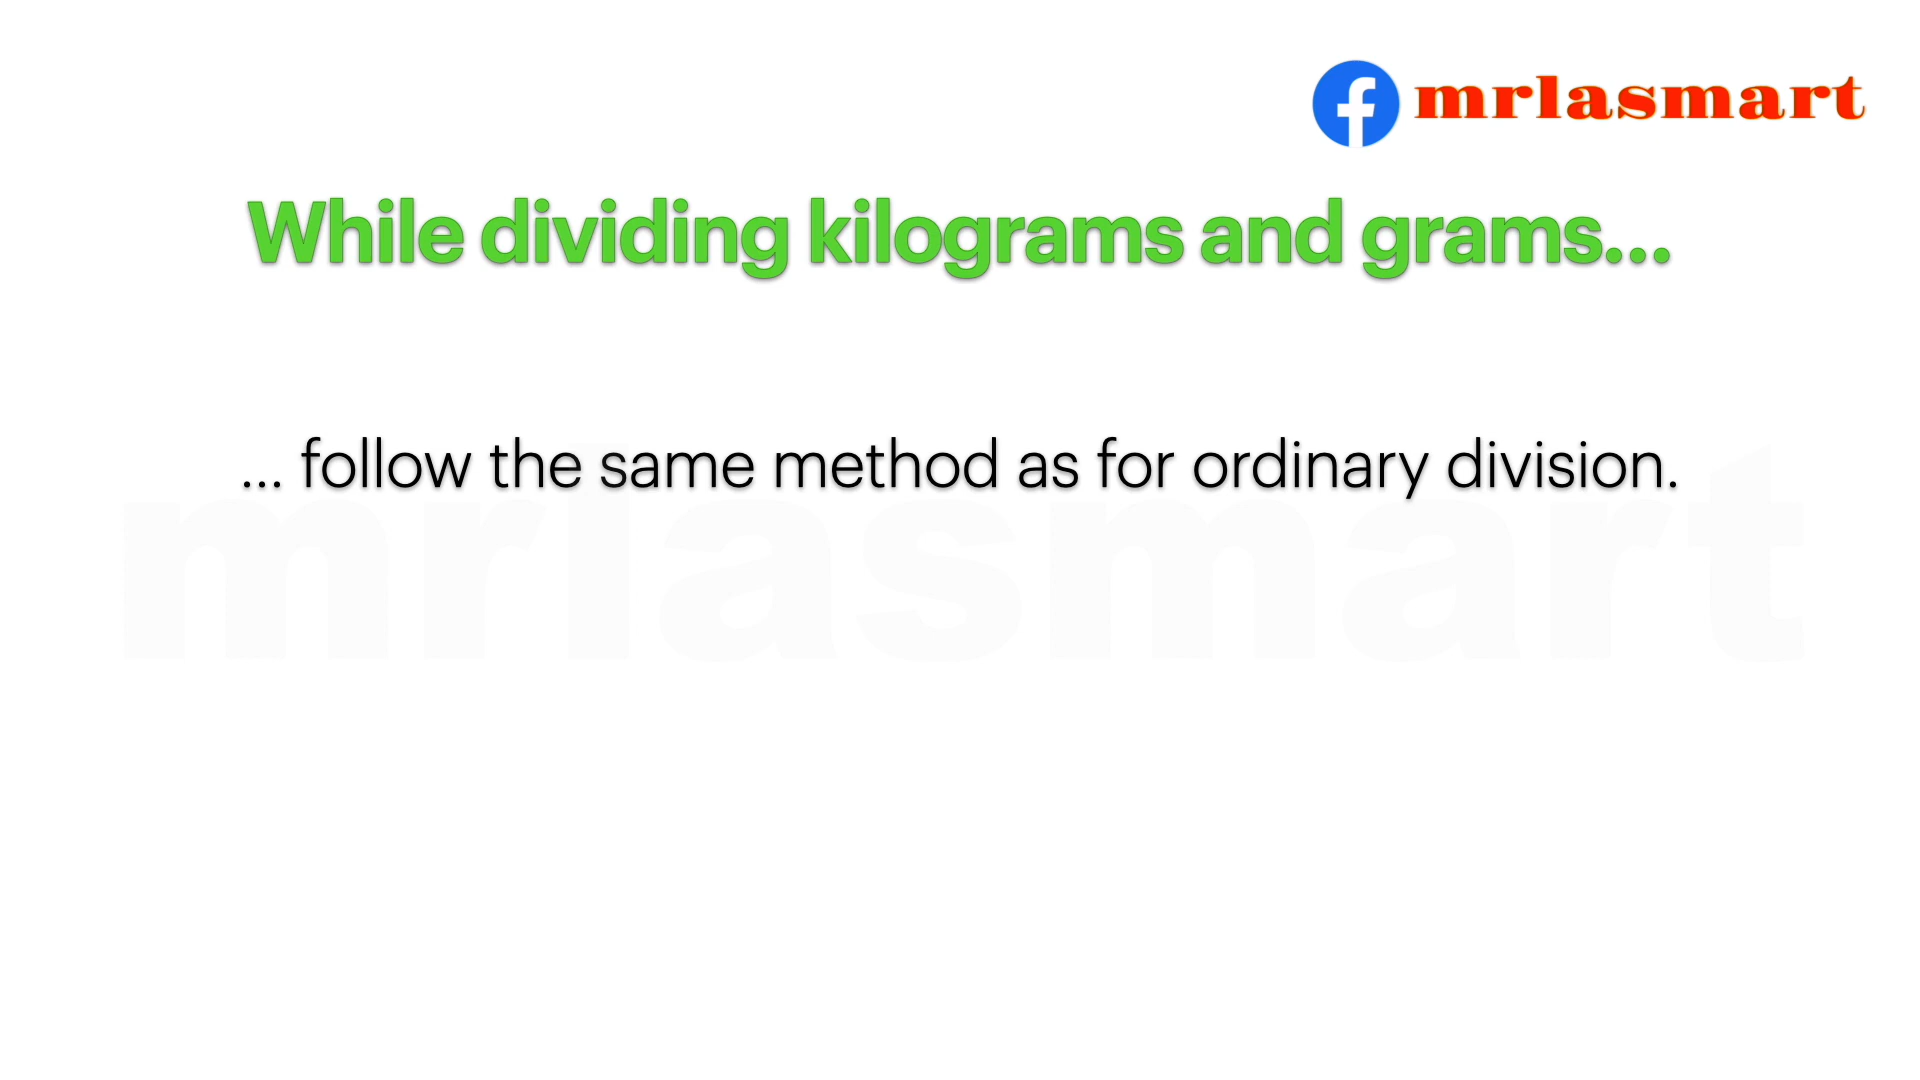 mrlasmart
While dividing kilograms and grams...
... follow the same method as for ordinary division.
mrlasmart